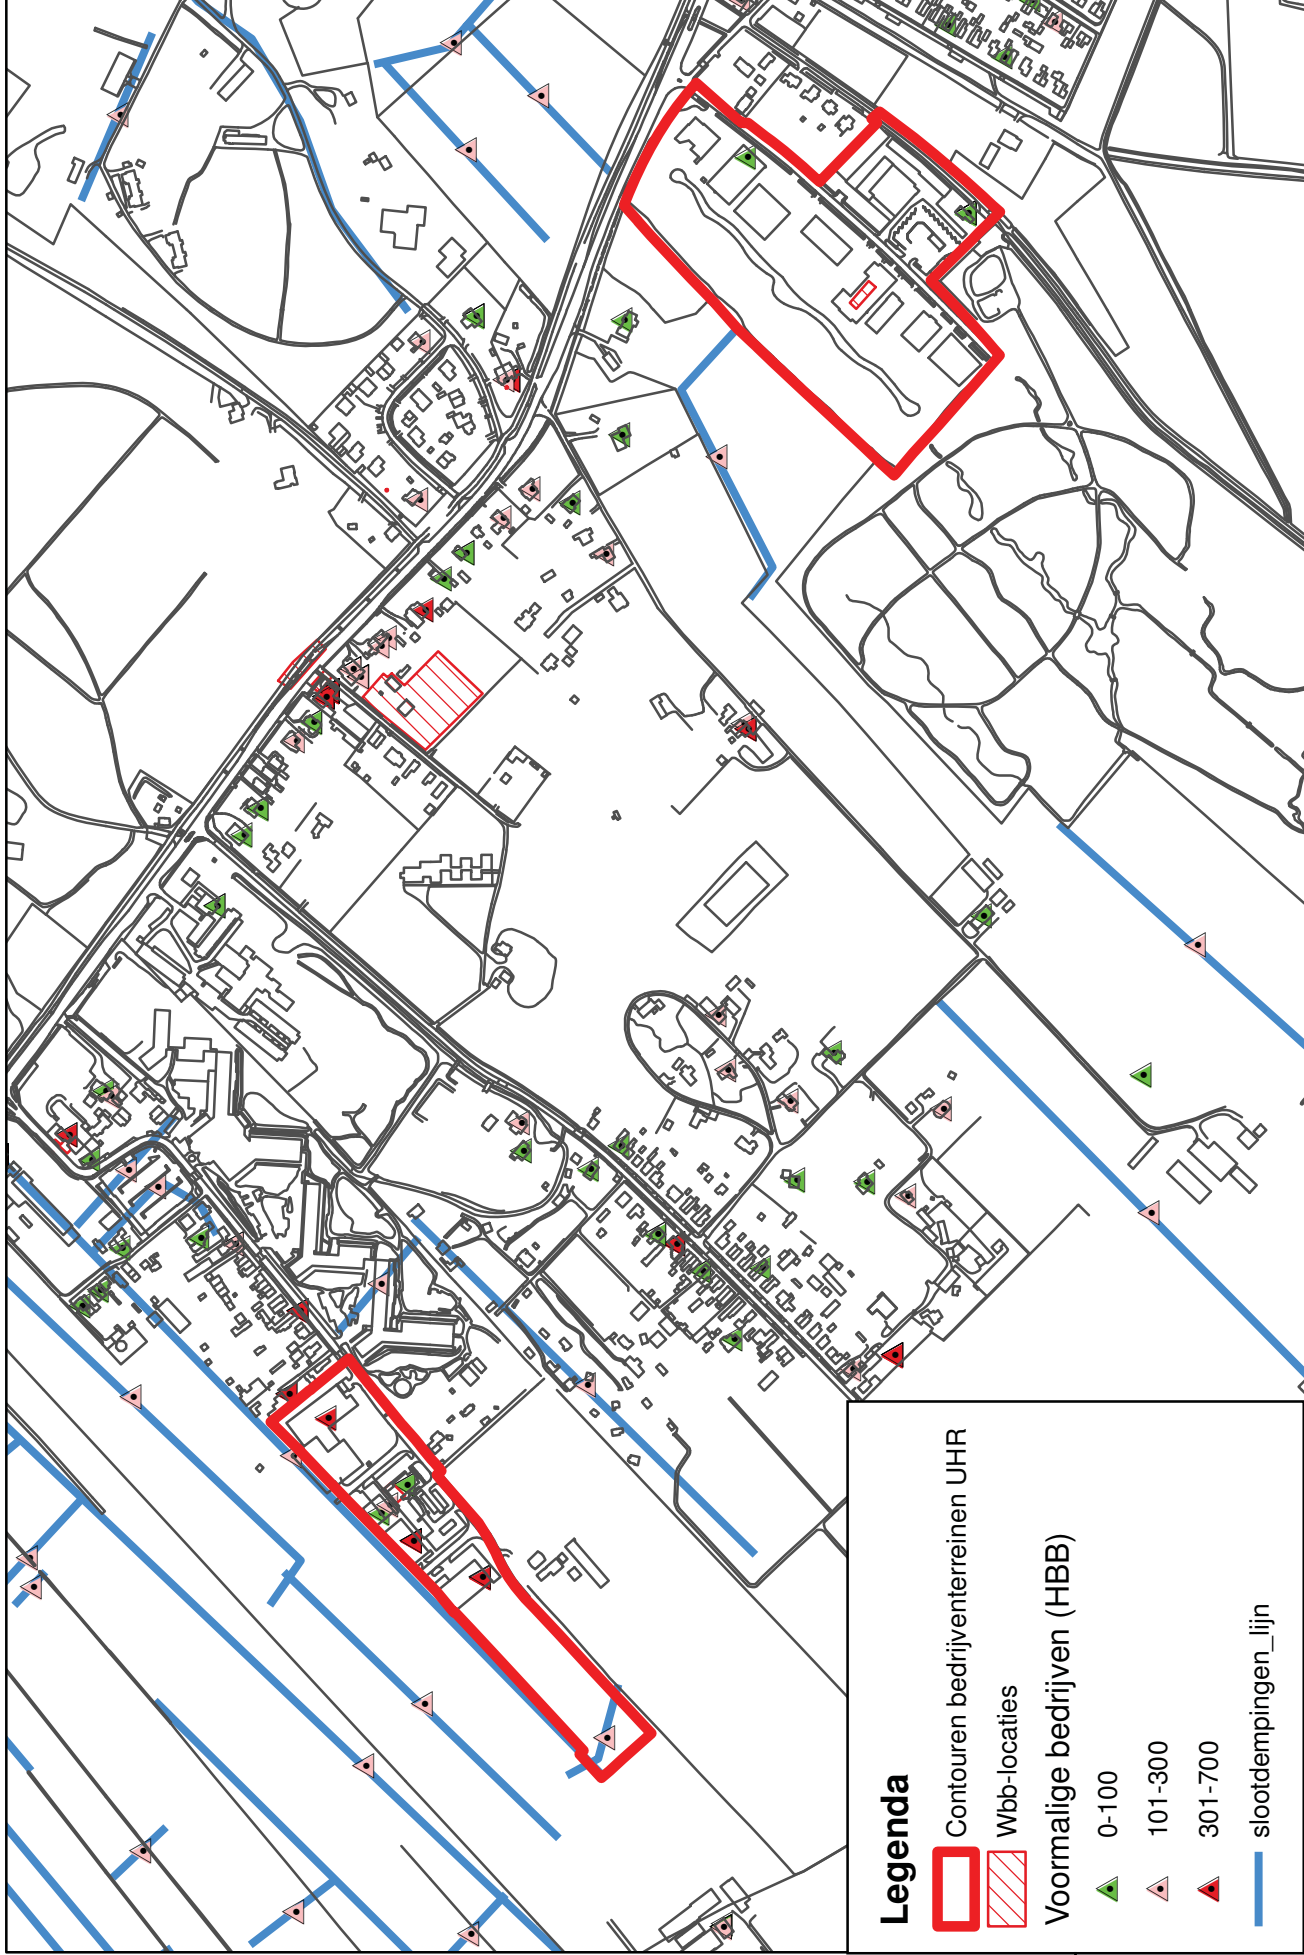 Legenda
Contouren bedrijventerreinen UHR
Wbb-locaties
Voormalige bedrijven (HBB)
0-100
101-300
301-700
slootdempingen_lijn